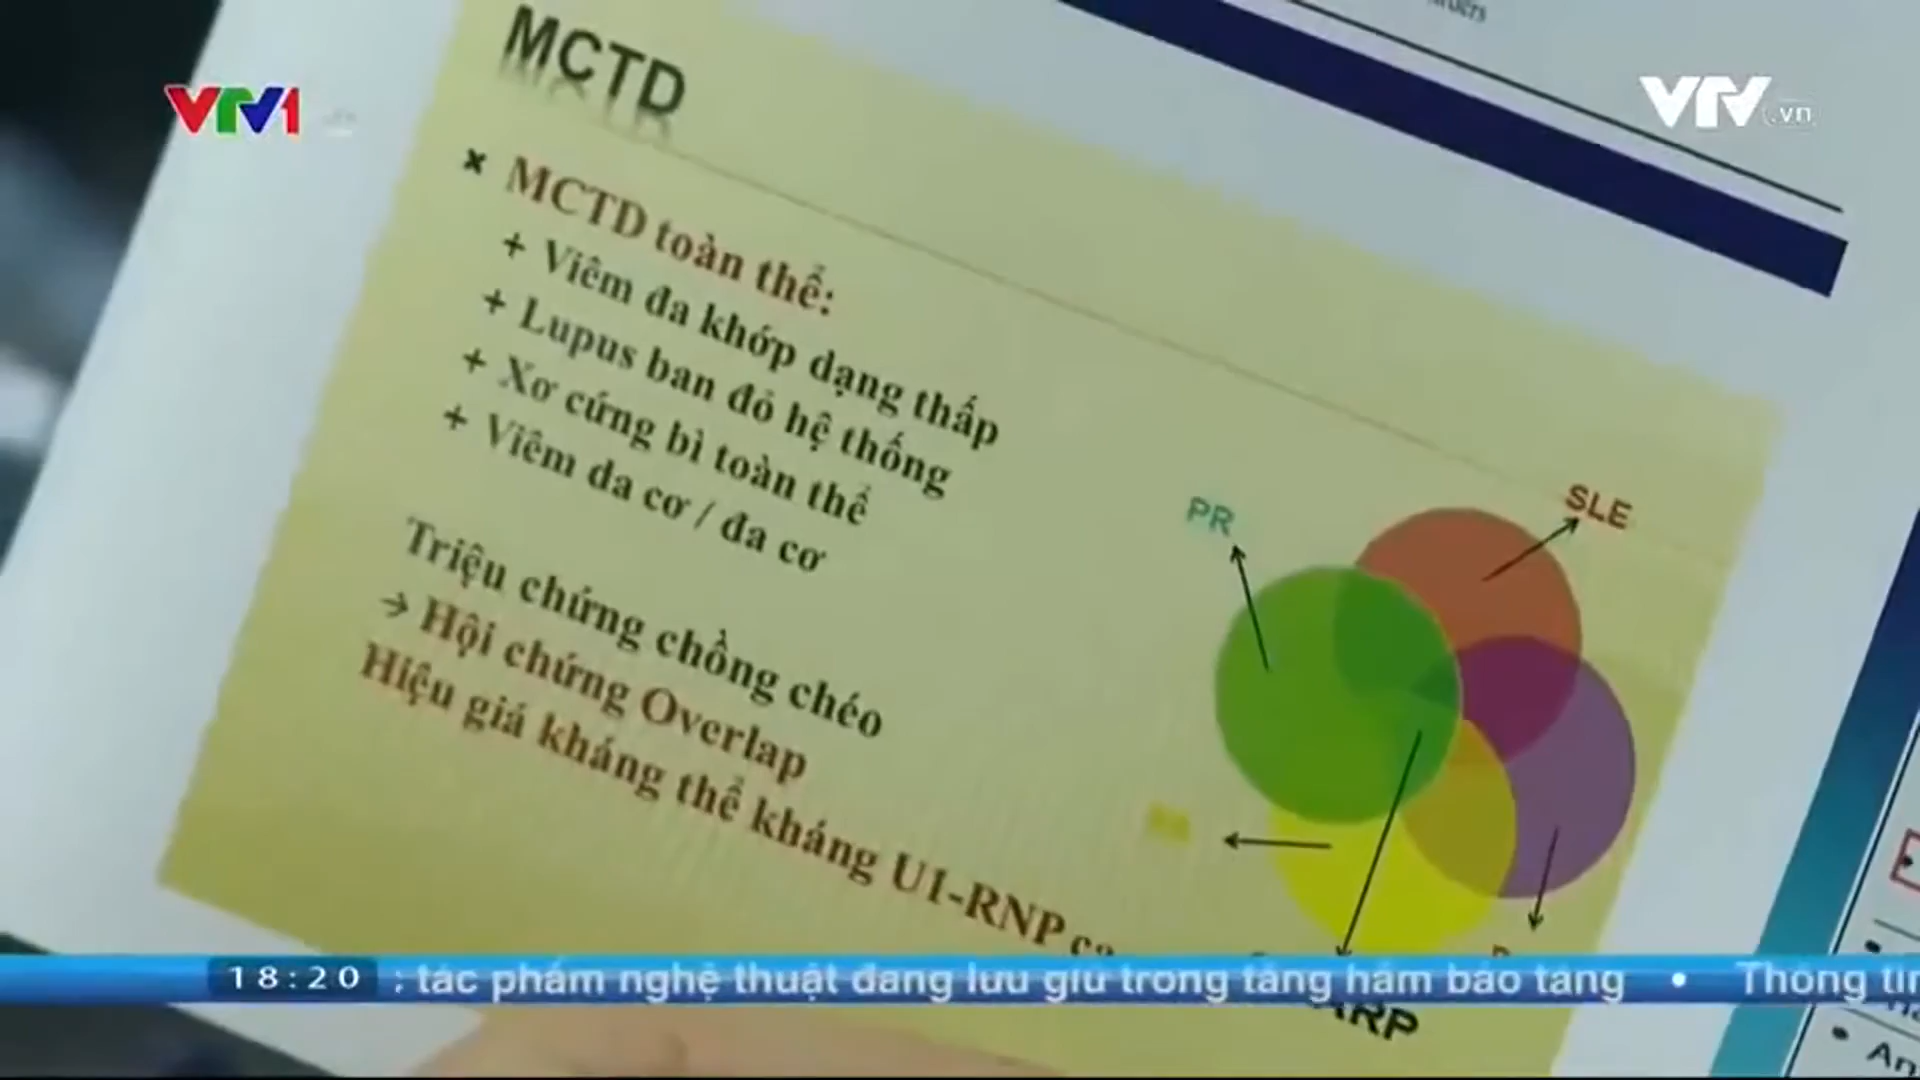 MCTD
VTV1
VTV.vn
× MCTD toàn thể:
+ Viêm đa khớp dạng thấp
+ Lupus ban đỏ hệ thống
+ Xơ cứng bì toàn thể
+ Viêm da cơ / đa cơ
Triệu chứng chồng chéo
→ Hội chứng Overlap
Hiệu giá kháng thể kháng U1-RNP
PR
SLE
18:20
tác phẩm nghệ thuật đang lưu giữ trong tầng hầm bảo tàng • Thông tin